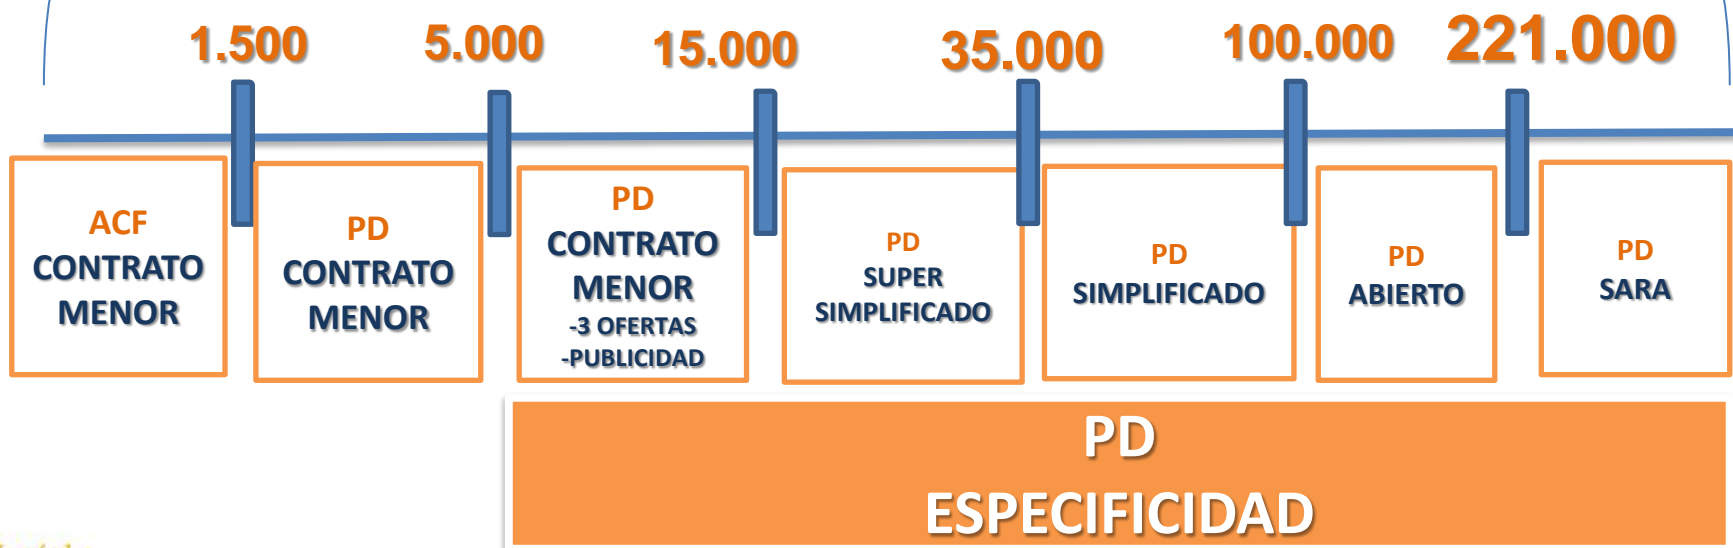 1.500
5.000
15.000
35.000
100.000
221.000
ACF
CONTRATO
MENOR
PD
CONTRATO
MENOR
PD
CONTRATO
MENOR
-3 OFERTAS
-PUBLICIDAD
PD
SUPER
SIMPLIFICADO
PD
SIMPLIFICADO
PD
ABIERTO
PD
SARA
PD
ESPECIFICIDAD